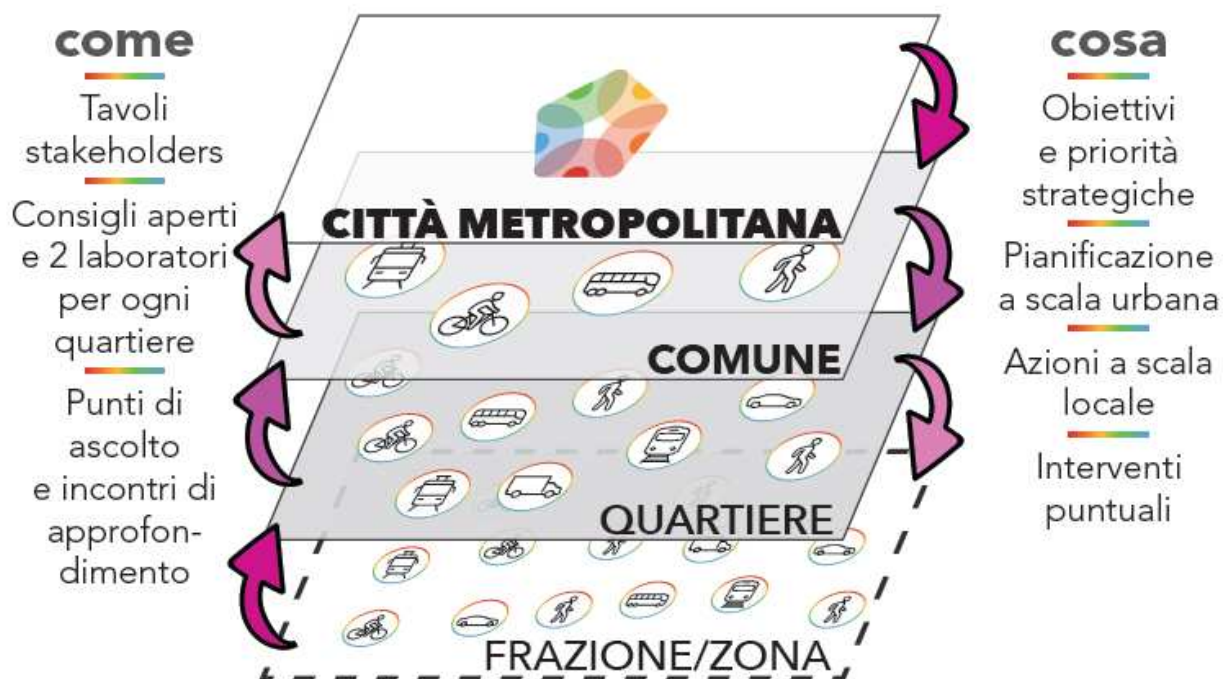 come
Tavoli
stakeholders
Consigli aperti
e 2 laboratori
per ogni
quartiere
Punti di
ascolto
e incontri di
approfon-
dimento
CITTÀ METROPOLITANA
COMUNE
QUARTIERE
FRAZIONE/ZONA
cosa
Obiettivi
e priorità
strategiche
Pianificazione
a scala urbana
Azioni a scala
locale
Interventi
puntuali